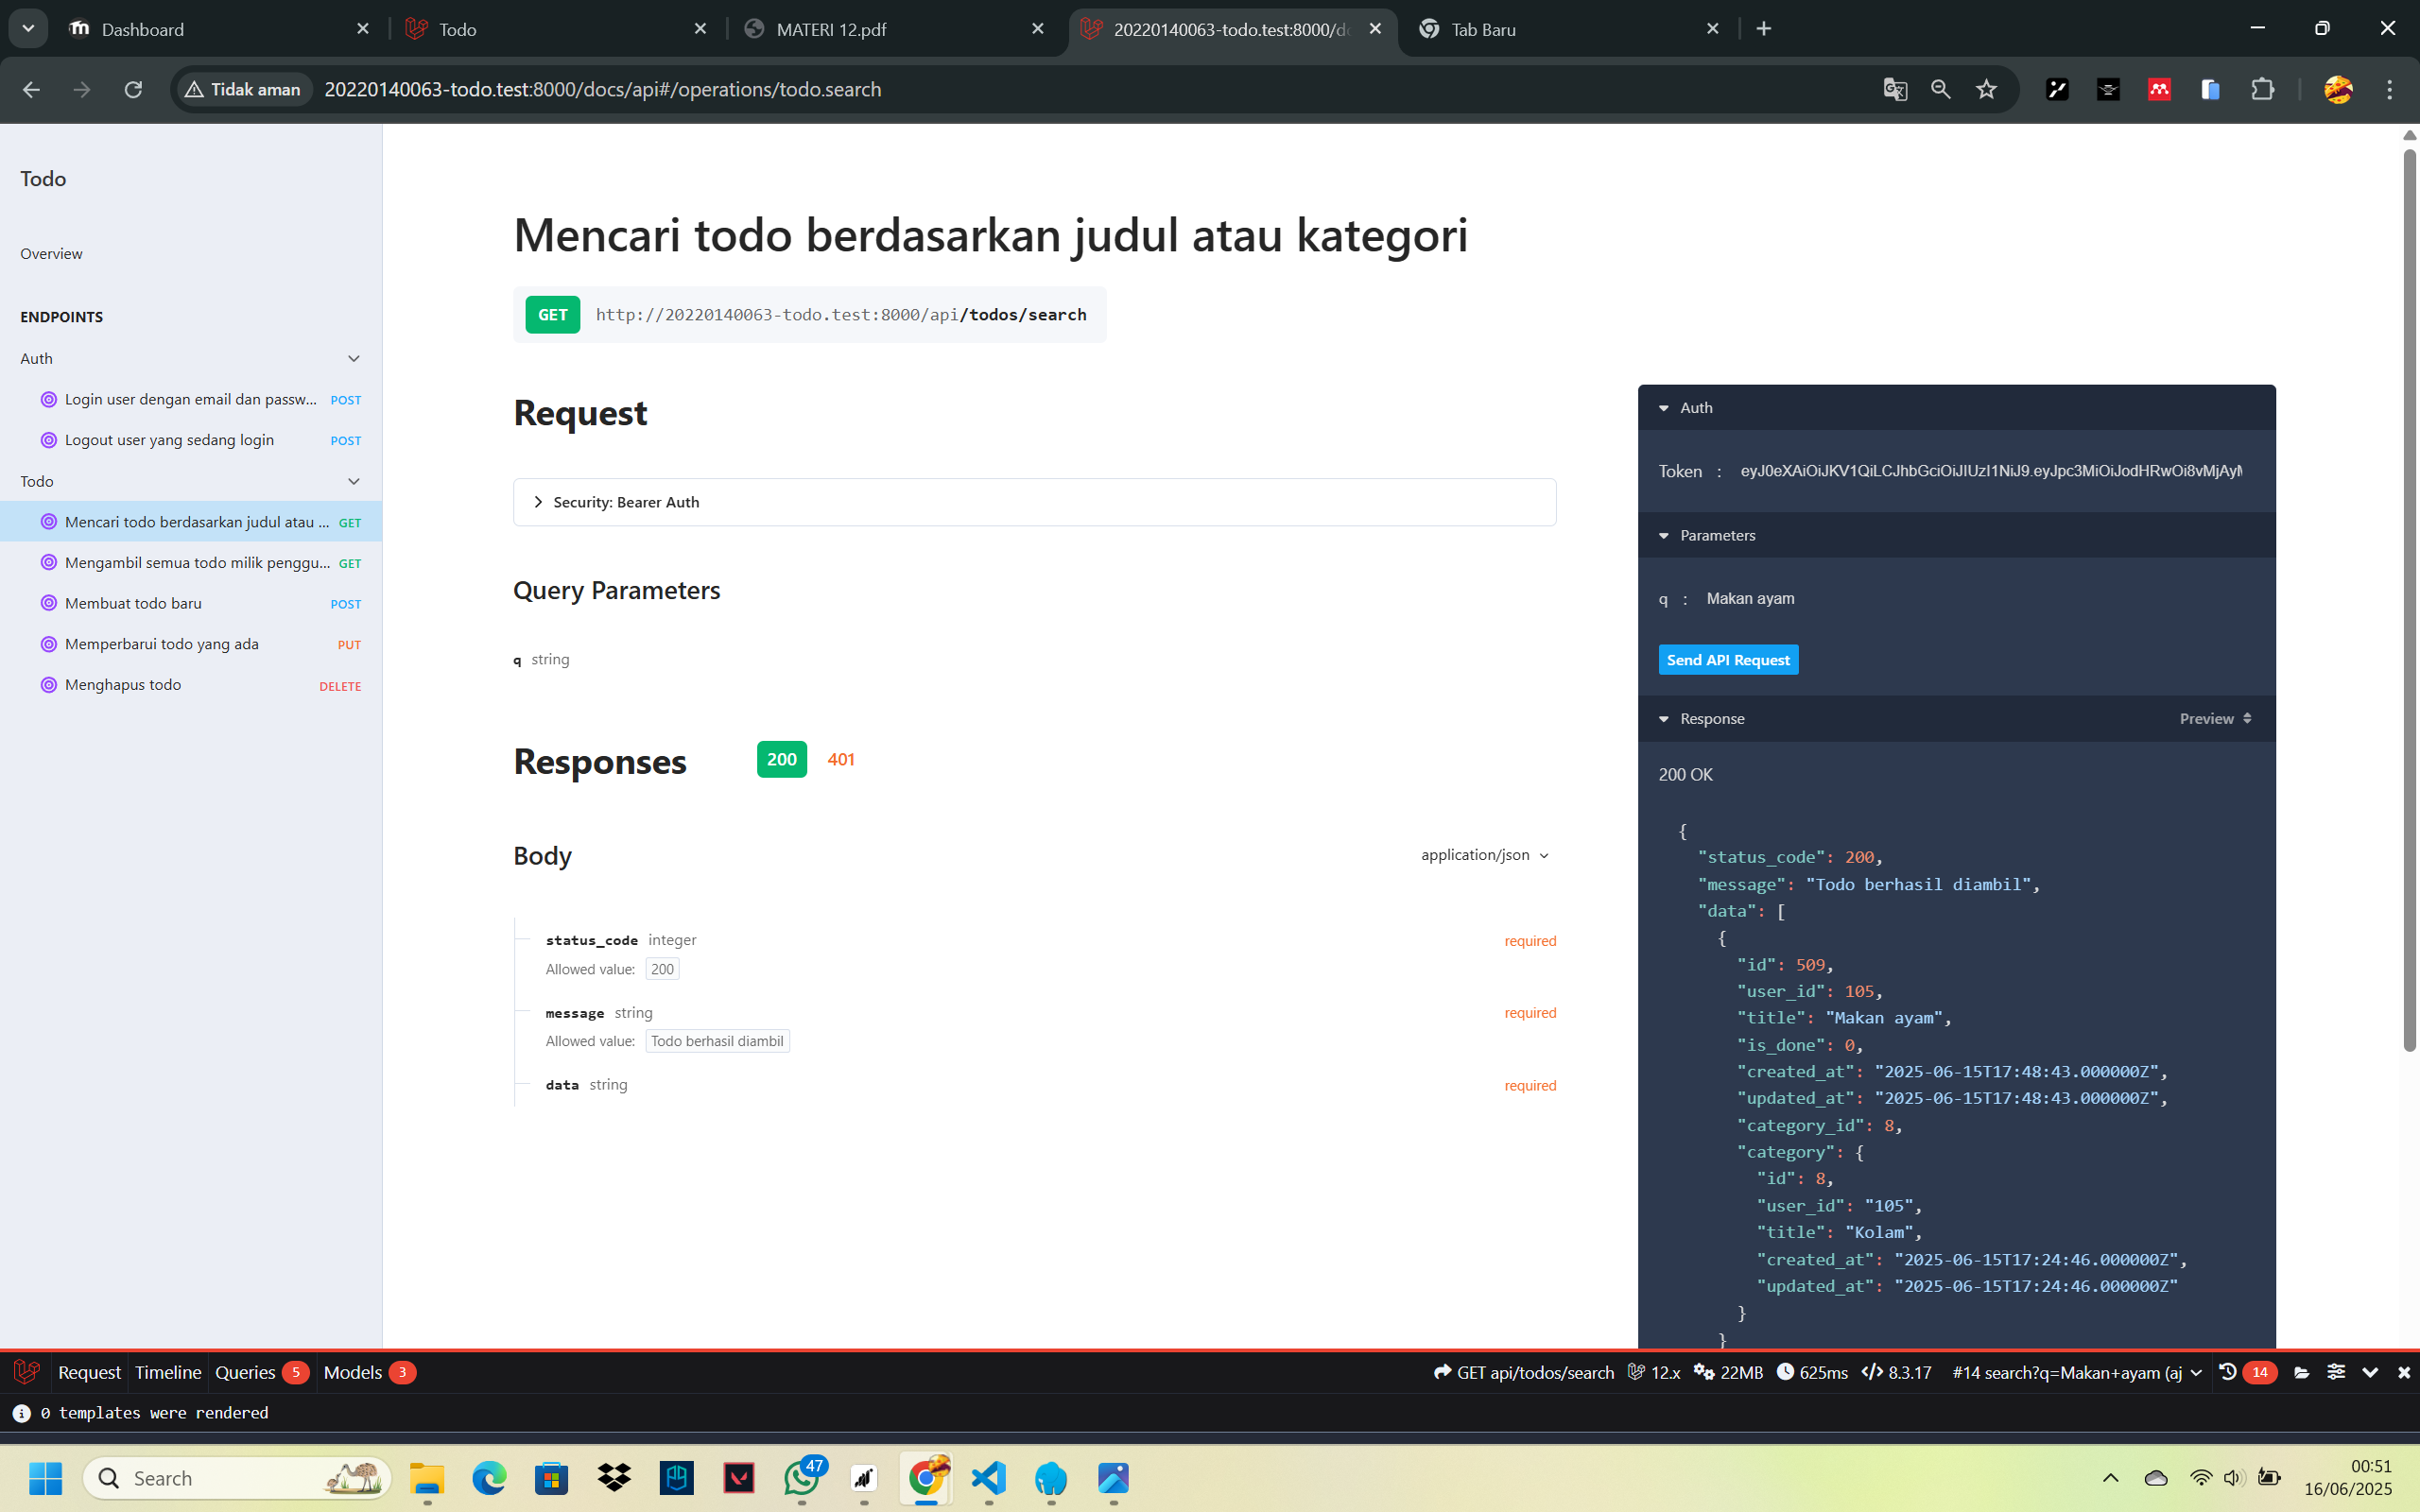 Dashboard
Todo
MATERI 12.pdf
20220140063-todo.test:8000/do
Tab Baru
Tidak aman
20220140063-todo.test:8000/docs/api#/operations/todo.search
Todo
Overview
ENDPOINTS
Auth
Login user dengan email dan passw... POST
Logout user yang sedang login POST
Todo
Mencari todo berdasarkan judul atau ... GET
Mengambil semua todo milik penggu... GET
Membuat todo baru POST
Memperbarui todo yang ada PUT
Menghapus todo DELETE
Mencari todo berdasarkan judul atau kategori
GET http://20220140063-todo.test:8000/api/todos/search
Request
Security: Bearer Auth
Query Parameters
q string
Responses 200 401
Body application/json
status_code integer required
Allowed value: 200
message string required
Allowed value: Todo berhasil diambil
data string required
Auth
Token : eyJ0eXAiOiJKV1QiLCJhbGciOiJIUzI1NiJ9.eyJpc3MiOiJodHRwOi8vMjAyM
Parameters
q : Makan ayam
Send API Request
Response Preview
200 OK
{
"status_code": 200,
"message": "Todo berhasil diambil",
"data": [
{
"id": 509,
"user_id": 105,
"title": "Makan ayam",
"is_done": 0,
"created_at": "2025-06-15T17:48:43.000000Z",
"updated_at": "2025-06-15T17:48:43.000000Z",
"category_id": 8,
"category": {
"id": 8,
"user_id": "105",
"title": "Kolam",
"created_at": "2025-06-15T17:24:46.000000Z",
"updated_at": "2025-06-15T17:24:46.000000Z"
}
}
Request Timeline Queries 5 Models 3 GET api/todos/search 12.x 22MB 625ms 8.3.17 #14 search?q=Makan+ayam (aj 14
0 templates were rendered
Search
47
00:51
16/06/2025